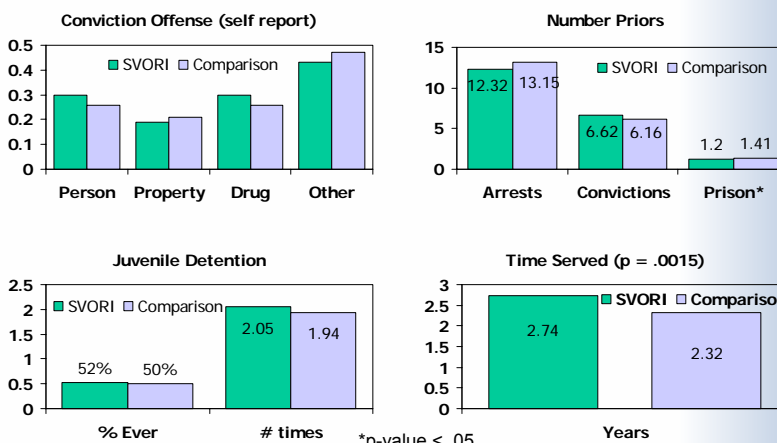 Conviction Offense (self report)
0.5
0.4
0.3
0.2
0.1
0
SVORI Comparison
Person Property Drug Other
Number Priors
15
10
5
0
SVORI Comparison
12.32 13.15
6.62 6.16
1.2 1.41
Arrests Convictions Prison*
Juvenile Detention
2.5
2
1.5
1
0.5
0
SVORI Comparison
52% 50%
2.05 1.94
% Ever # times
Time Served (p = .0015)
3
2.5
2
1.5
1
0.5
0
SVORI Compariso
2.74
2.32
Years
*p-value < .05